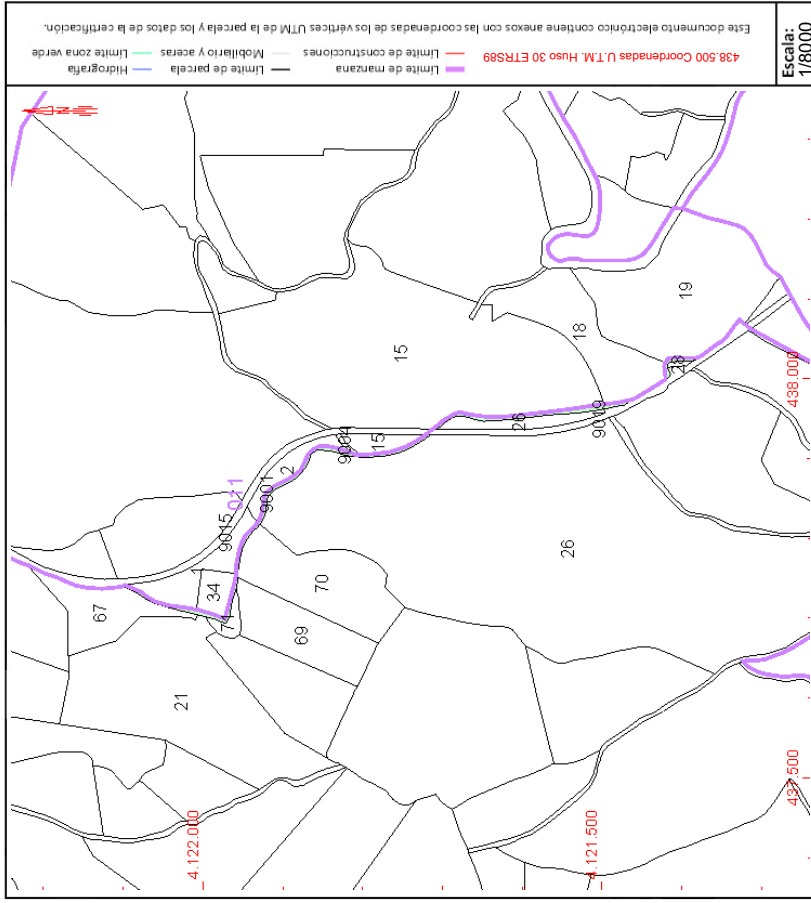 Este documento electrónico contiene anexos con las coordenadas de los vértices UTM de la parcela y los datos de la certificación.
438.500 Coordenadas U.T.M. Huso 30 ETRS89
Límite de manzana
Límite de construcciones
Límite de parcela
Mobiliario y aceras
Límite zona verde
Hidrografía
Escala:
1/8000
15
19
18
28
438.000
26
9019
9004
15
2
011
9001
9015
1
34
67
70
69
21
26
4.122.000
4.121.500
437.500